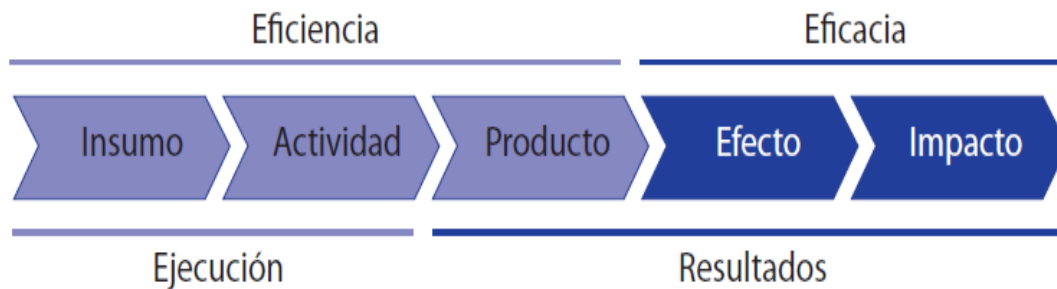 Eficiencia Eficacia
Insumo Actividad Producto Efecto Impacto
Ejecución Resultados